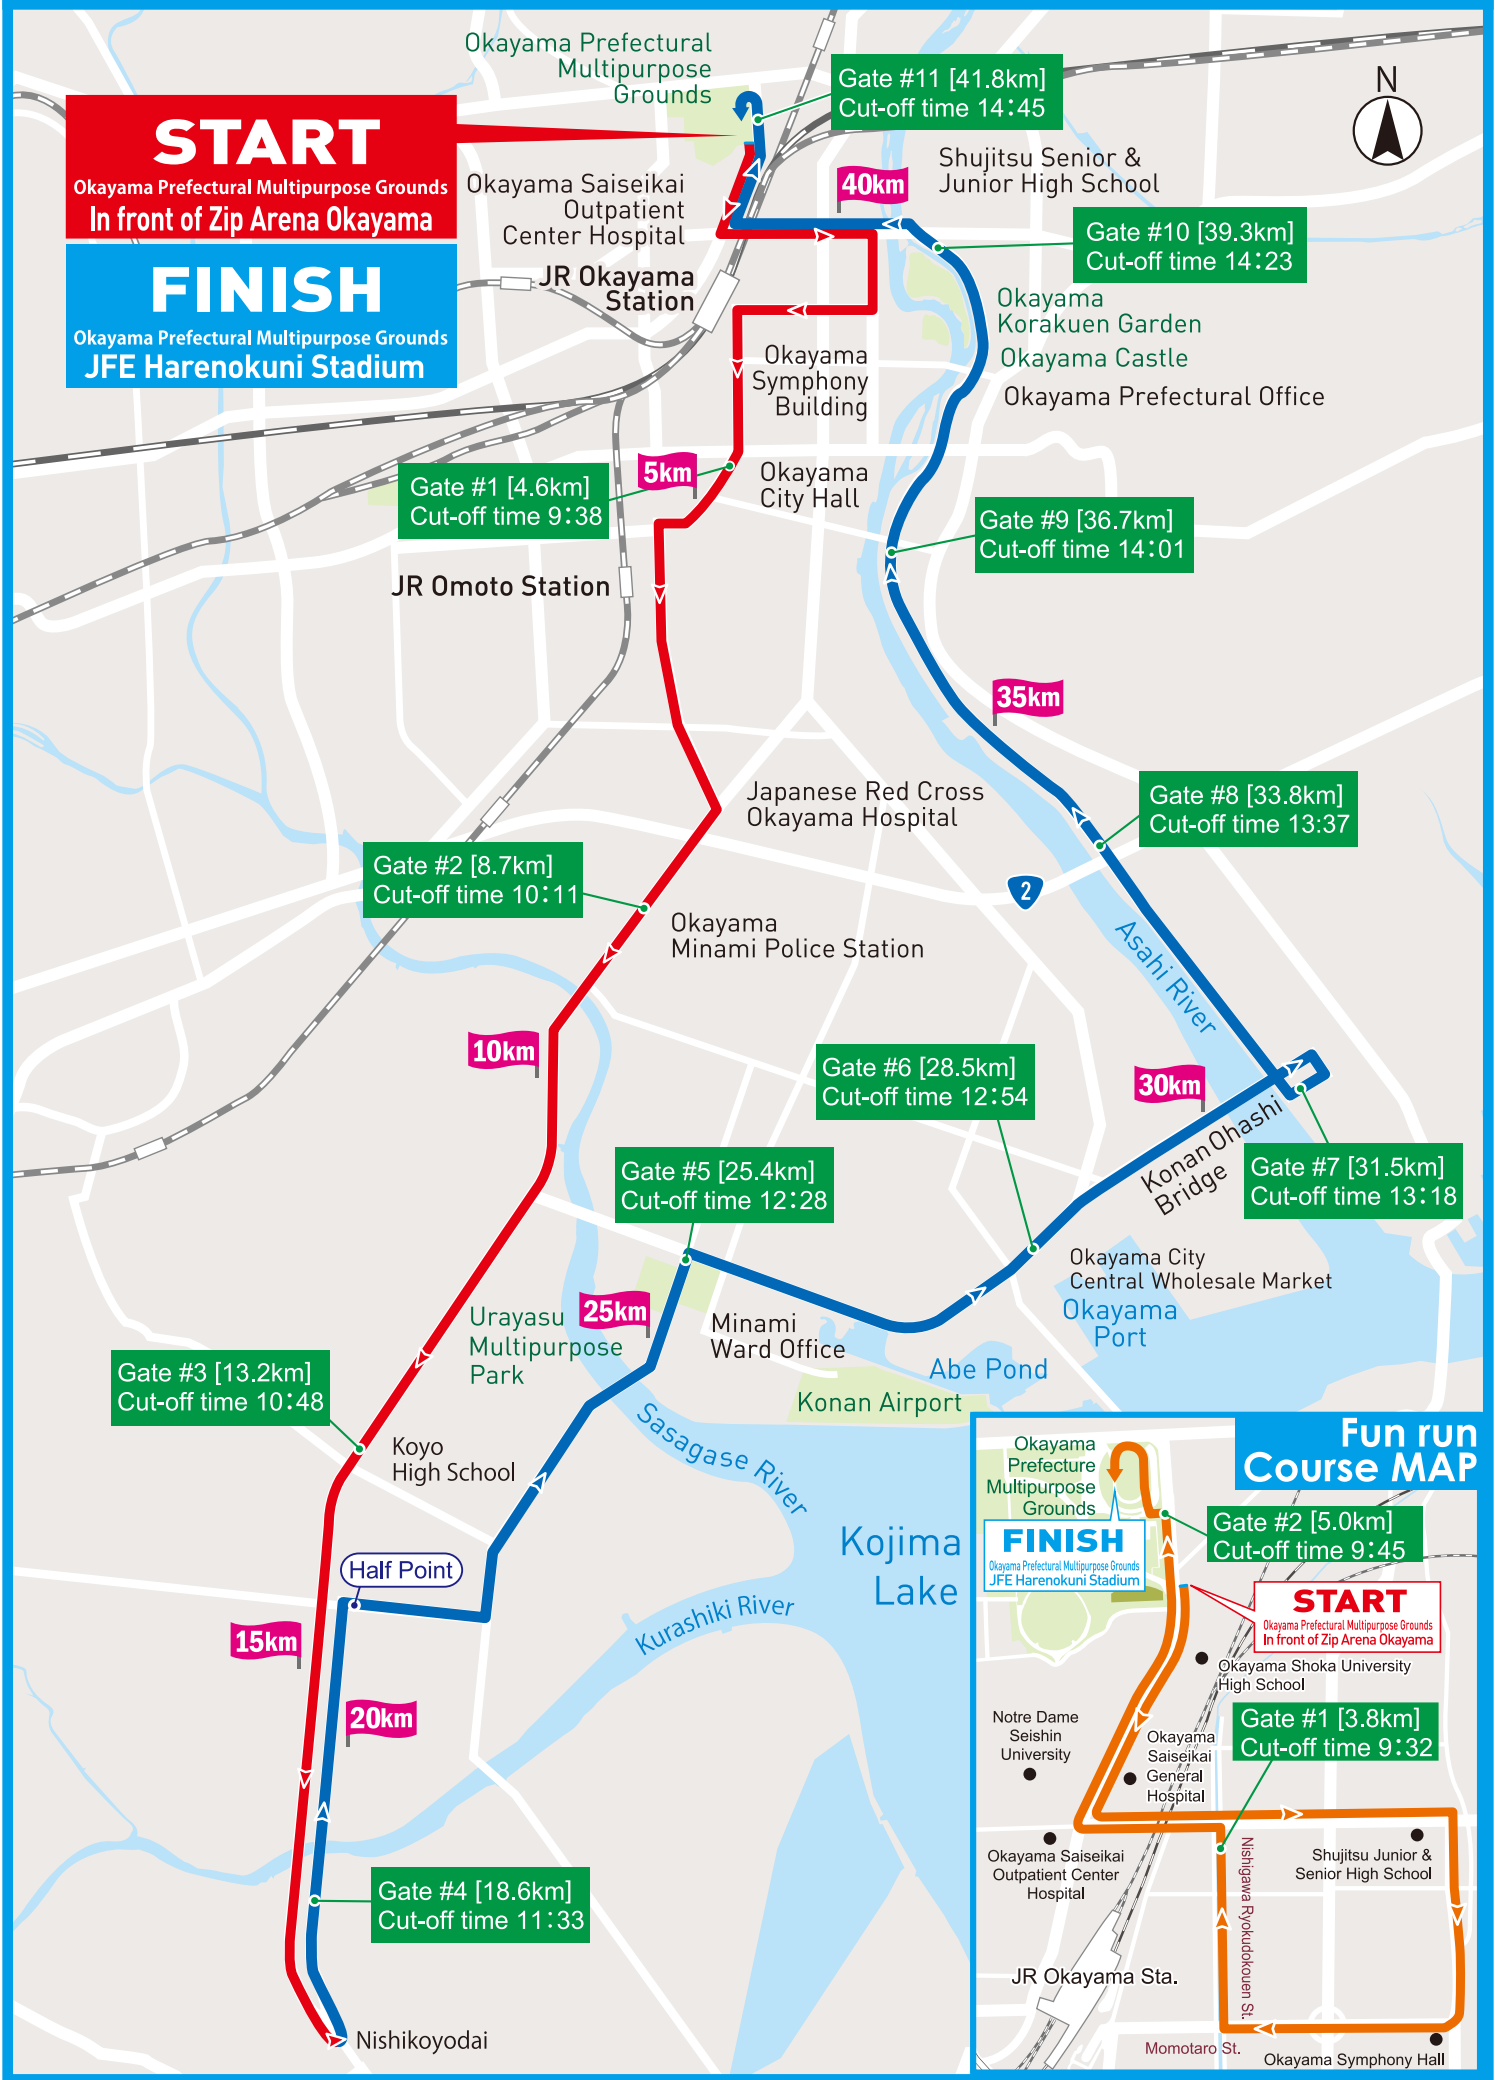 Okayama Prefectural
Multipurpose
Grounds
START
Okayama Prefectural Multipurpose Grounds
In front of Zip Arena Okayama
FINISH
Okayama Prefectural Multipurpose Grounds
JFE Harenokuni Stadium
Gate #11 [41.8km]
Cut-off time 14:45
N
Shujitsu Senior &
Junior High School
40km
Okayama Saiseikai
Outpatient
Center Hospital
Gate #10 [39.3km]
Cut-off time 14:23
JR Okayama
Station
Okayama
Korakuen Garden
Okayama Castle
Okayama Prefectural Office
Okayama
Symphony
Building
5km
Okayama
City Hall
Gate #1 [4.6km]
Cut-off time 9:38
Gate #9 [36.7km]
Cut-off time 14:01
JR Omoto Station
35km
Japanese Red Cross
Okayama Hospital
Gate #8 [33.8km]
Cut-off time 13:37
Gate #2 [8.7km]
Cut-off time 10:11
2
Okayama
Minami Police Station
Asahi River
10km
Gate #6 [28.5km]
Cut-off time 12:54
30km
Konan Ohashi
Bridge
Gate #7 [31.5km]
Cut-off time 13:18
Gate #5 [25.4km]
Cut-off time 12:28
Okayama City
Central Wholesale Market
Okayama
Port
Urayasu
Multipurpose
Park
25km
Minami
Ward Office
Abe Pond
Konan Airport
Gate #3 [13.2km]
Cut-off time 10:48
Koyo
High School
Sasagase River
Kojima
Lake
Half Point
Kurashiki River
15km
20km
Gate #4 [18.6km]
Cut-off time 11:33
Nishikoyodai
Fun run
Course MAP
Okayama
Prefecture
Multipurpose
Grounds
FINISH
Okayama Prefectural Multipurpose Grounds
JFE Harenokuni Stadium
Gate #2 [5.0km]
Cut-off time 9:45
START
Okayama Prefectural Multipurpose Grounds
In front of Zip Arena Okayama
Okayama Shoka University
High School
Notre Dame
Seishin
University
Okayama
Saiseikai
General
Hospital
Gate #1 [3.8km]
Cut-off time 9:32
Okayama Saiseikai
Outpatient Center
Hospital
Nishigawa Ryokudokouen St.
Shujitsu Junior &
Senior High School
JR Okayama Sta.
Momotaro St.
Okayama Symphony Hall